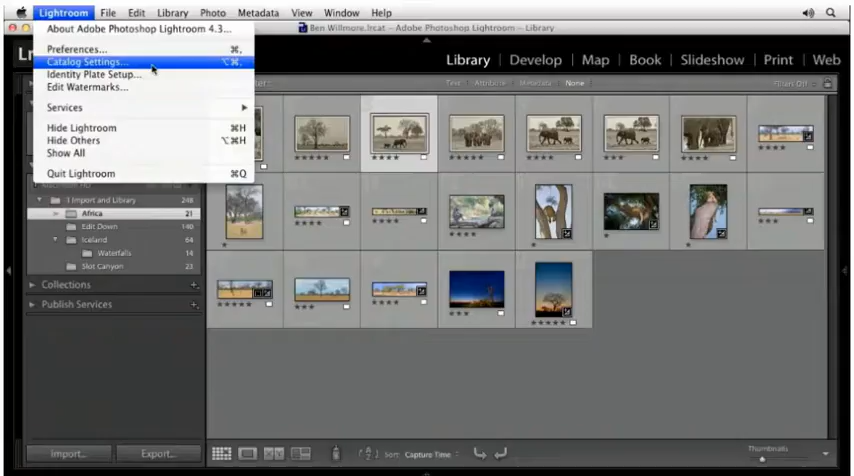 Lightroom File Edit Library Photo Metadata View Window Help
Ben Willmore.lrcat – Adobe Photoshop Lightroom – Library
About Adobe Photoshop Lightroom 4.3...
Preferences... ⌘,
Catalog Settings... ⌥⌘,
Identity Plate Setup...
Edit Watermarks...
Services
Hide Lightroom ⌘H
Hide Others ⌥⌘H
Show All
Quit Lightroom ⌘Q
Library | Develop | Map | Book | Slideshow | Print | Web
Text Attribute Metadata None Filters Off
Macintosh HD
1 Import and Library 248
Africa 21
Edit Down 140
Iceland 64
Waterfalls 14
Slot Canyon 23
Collections
Publish Services
Import... Export... Sort: Capture Time Thumbnails